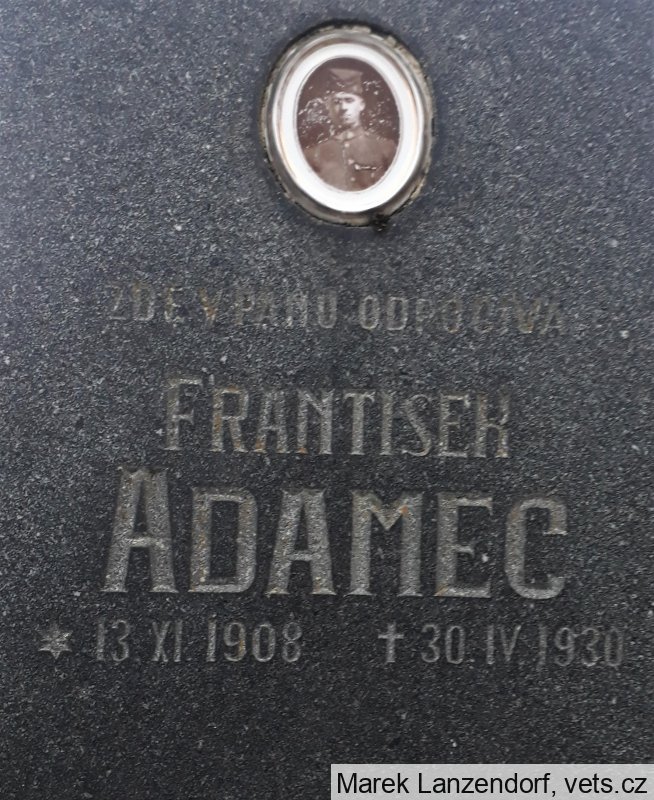 ZDE V PÁNU ODPOČÍVÁ
FRANTIŠEK
ADAMEC
* 13. XI. 1908 † 30. IV. 1930
Marek Lanzendorf, vets.cz